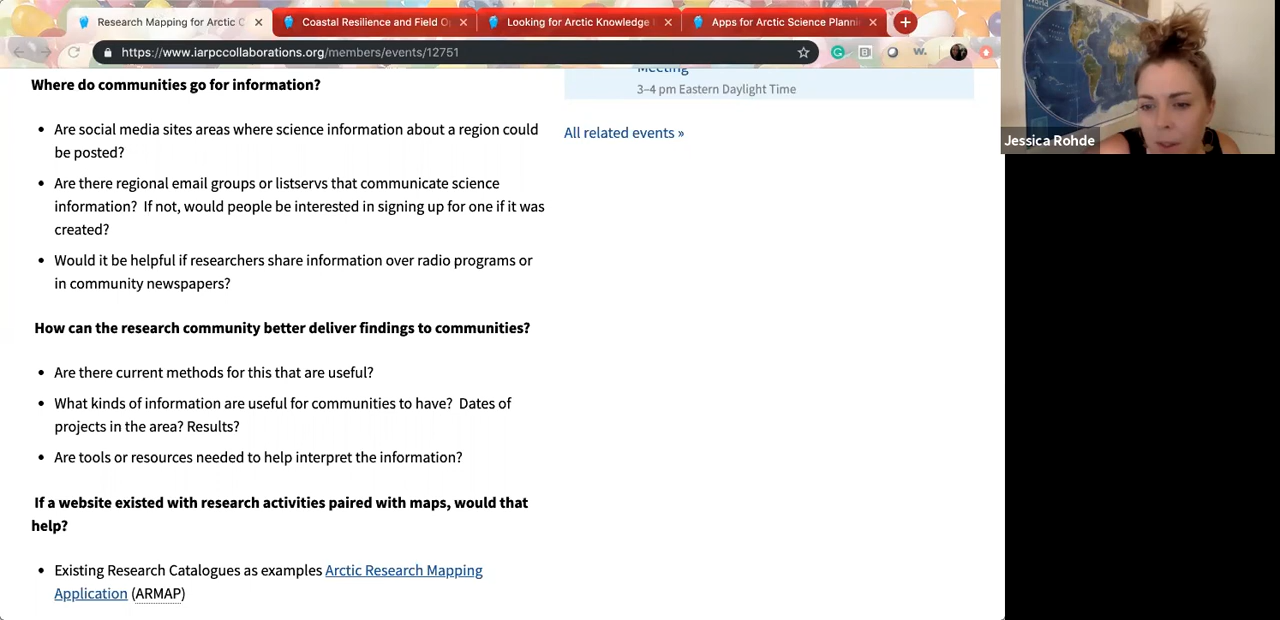 Research Mapping for Arctic C
Coastal Resilience and Field O
Looking for Arctic Knowledge
Apps for Arctic Science Planni
https://www.iarpccollaborations.org/members/events/12751
Where do communities go for information?
Are social media sites areas where science information about a region could
be posted?
Are there regional email groups or listservs that communicate science
information? If not, would people be interested in signing up for one if it was
created?
Would it be helpful if researchers share information over radio programs or
in community newspapers?
How can the research community better deliver findings to communities?
Are there current methods for this that are useful?
What kinds of information are useful for communities to have? Dates of
projects in the area? Results?
Are tools or resources needed to help interpret the information?
If a website existed with research activities paired with maps, would that
help?
Existing Research Catalogues as examples Arctic Research Mapping
Application (ARMAP)
Meeting
3–4 pm Eastern Daylight Time
All related events »
World
Jessica Rohde